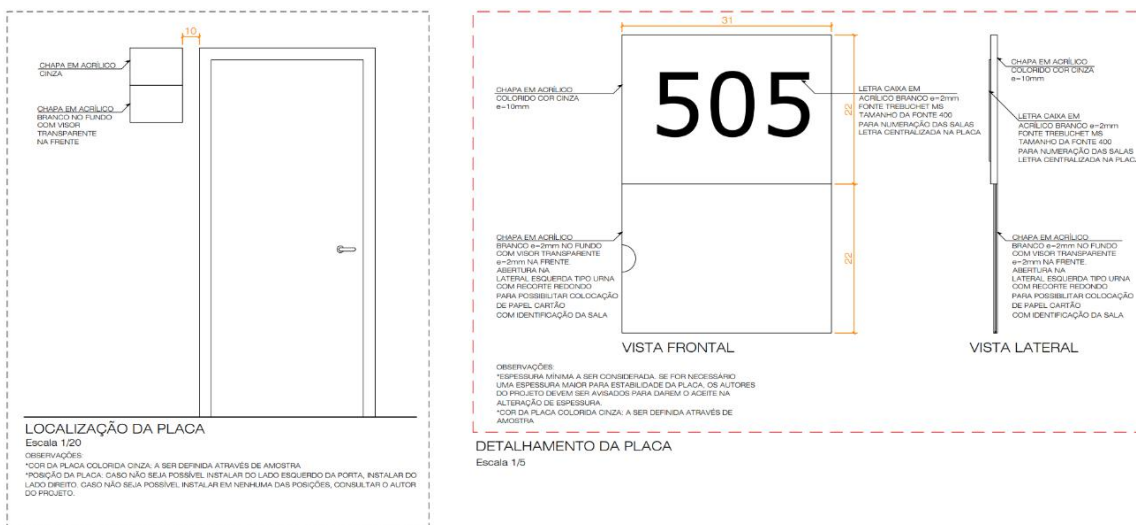 10
CHAPA EM ACRÍLICO
CINZA
CHAPA EM ACRÍLICO
BRANCO NO FUNDO
COM VISOR
TRANSPARENTE
NA FRENTE
LOCALIZAÇÃO DA PLACA
Escala 1/20
OBSERVAÇÕES:
*COR DA PLACA COLORIDA CINZA: A SER DEFINIDA ATRAVÉS DE AMOSTRA
*POSIÇÃO DA PLACA: CASO NÃO SEJA POSSÍVEL INSTALAR DO LADO ESQUERDO DA PORTA, INSTALAR DO
LADO DIREITO. CASO NÃO SEJA POSSÍVEL INSTALAR EM NENHUMA DAS POSIÇÕES, CONSULTAR O AUTOR
DO PROJETO.
31
CHAPA EM ACRÍLICO
COLORIDO COR CINZA
e=10mm
505
22
LETRA CAIXA EM
ACRÍLICO BRANCO e=2mm
FONTE TREBUCHET MS
TAMANHO DA FONTE 400
PARA NUMERAÇÃO DAS SALAS
LETRA CENTRALIZADA NA PLACA
CHAPA EM ACRÍLICO
BRANCO e=2mm NO FUNDO
COM VISOR TRANSPARENTE
e=2mm NA FRENTE.
ABERTURA NA
LATERAL ESQUERDA TIPO URNA
COM RECORTE REDONDO
PARA POSSIBILITAR COLOCAÇÃO
DE PAPEL CARTÃO
COM IDENTIFICAÇÃO DA SALA
22
VISTA FRONTAL
CHAPA EM ACRÍLICO
COLORIDO COR CINZA
e=10mm
LETRA CAIXA EM
ACRÍLICO BRANCO e=2mm
FONTE TREBUCHET MS
TAMANHO DA FONTE 400
PARA NUMERAÇÃO DAS SALAS
LETRA CENTRALIZADA NA PLACA
CHAPA EM ACRÍLICO
BRANCO e=2mm NO FUNDO
COM VISOR TRANSPARENTE
e=2mm NA FRENTE.
ABERTURA NA
LATERAL ESQUERDA TIPO URNA
COM RECORTE REDONDO
PARA POSSIBILITAR COLOCAÇÃO
DE PAPEL CARTÃO
COM IDENTIFICAÇÃO DA SALA
VISTA LATERAL
OBSERVAÇÕES:
*ESPESSURA MÍNIMA A SER CONSIDERADA. SE FOR NECESSÁRIO
UMA ESPESSURA MAIOR PARA ESTABILIDADE DA PLACA, OS AUTORES
DO PROJETO DEVEM SER AVISADOS PARA DAREM O ACEITE NA
ALTERAÇÃO DE ESPESSURA.
*COR DA PLACA COLORIDA CINZA: A SER DEFINIDA ATRAVÉS DE
AMOSTRA
DETALHAMENTO DA PLACA
Escala 1/5